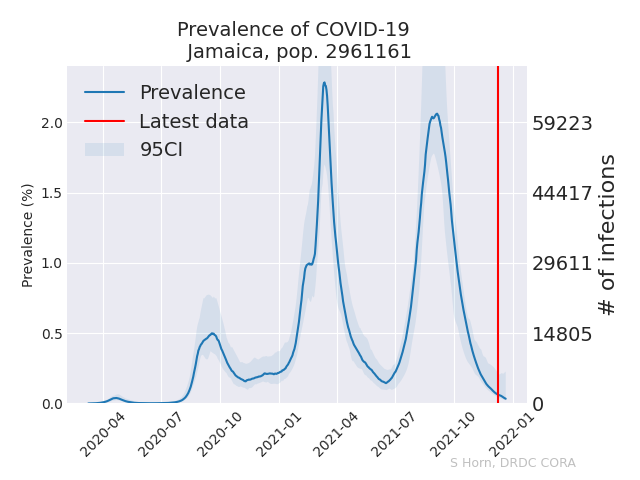 Prevalence of COVID-19
Jamaica, pop. 2961161
Prevalence
Latest data
95CI
Prevalence (%)
2.0
1.5
1.0
0.5
0.0
59223
44417
29611
14805
0
# of infections
2020-04
2020-07
2020-10
2021-01
2021-04
2021-07
2021-10
2022-01
S Horn, DRDC CORA